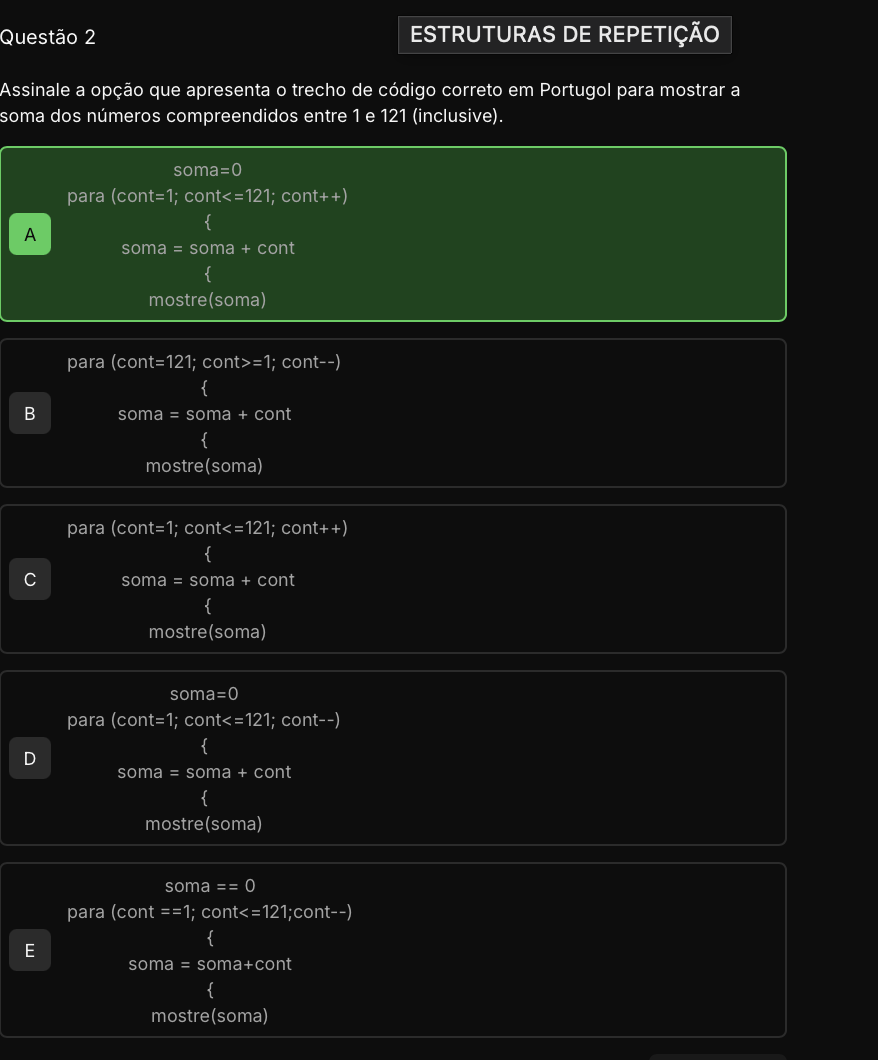 Questão 2
ESTRUTURAS DE REPETIÇÃO
Assinale a opção que apresenta o trecho de código correto em Portugol para mostrar a
soma dos números compreendidos entre 1 e 121 (inclusive).
A
soma=0
para (cont=1; cont<=121; cont++)
{
soma = soma + cont
{
mostre(soma)
B
para (cont=121; cont>=1; cont--)
{
soma = soma + cont
{
mostre(soma)
C
para (cont=1; cont<=121; cont++)
{
soma = soma + cont
{
mostre(soma)
D
soma=0
para (cont=1; cont<=121; cont--)
{
soma = soma + cont
{
mostre(soma)
E
soma == 0
para (cont ==1; cont<=121;cont--)
{
soma = soma+cont
{
mostre(soma)